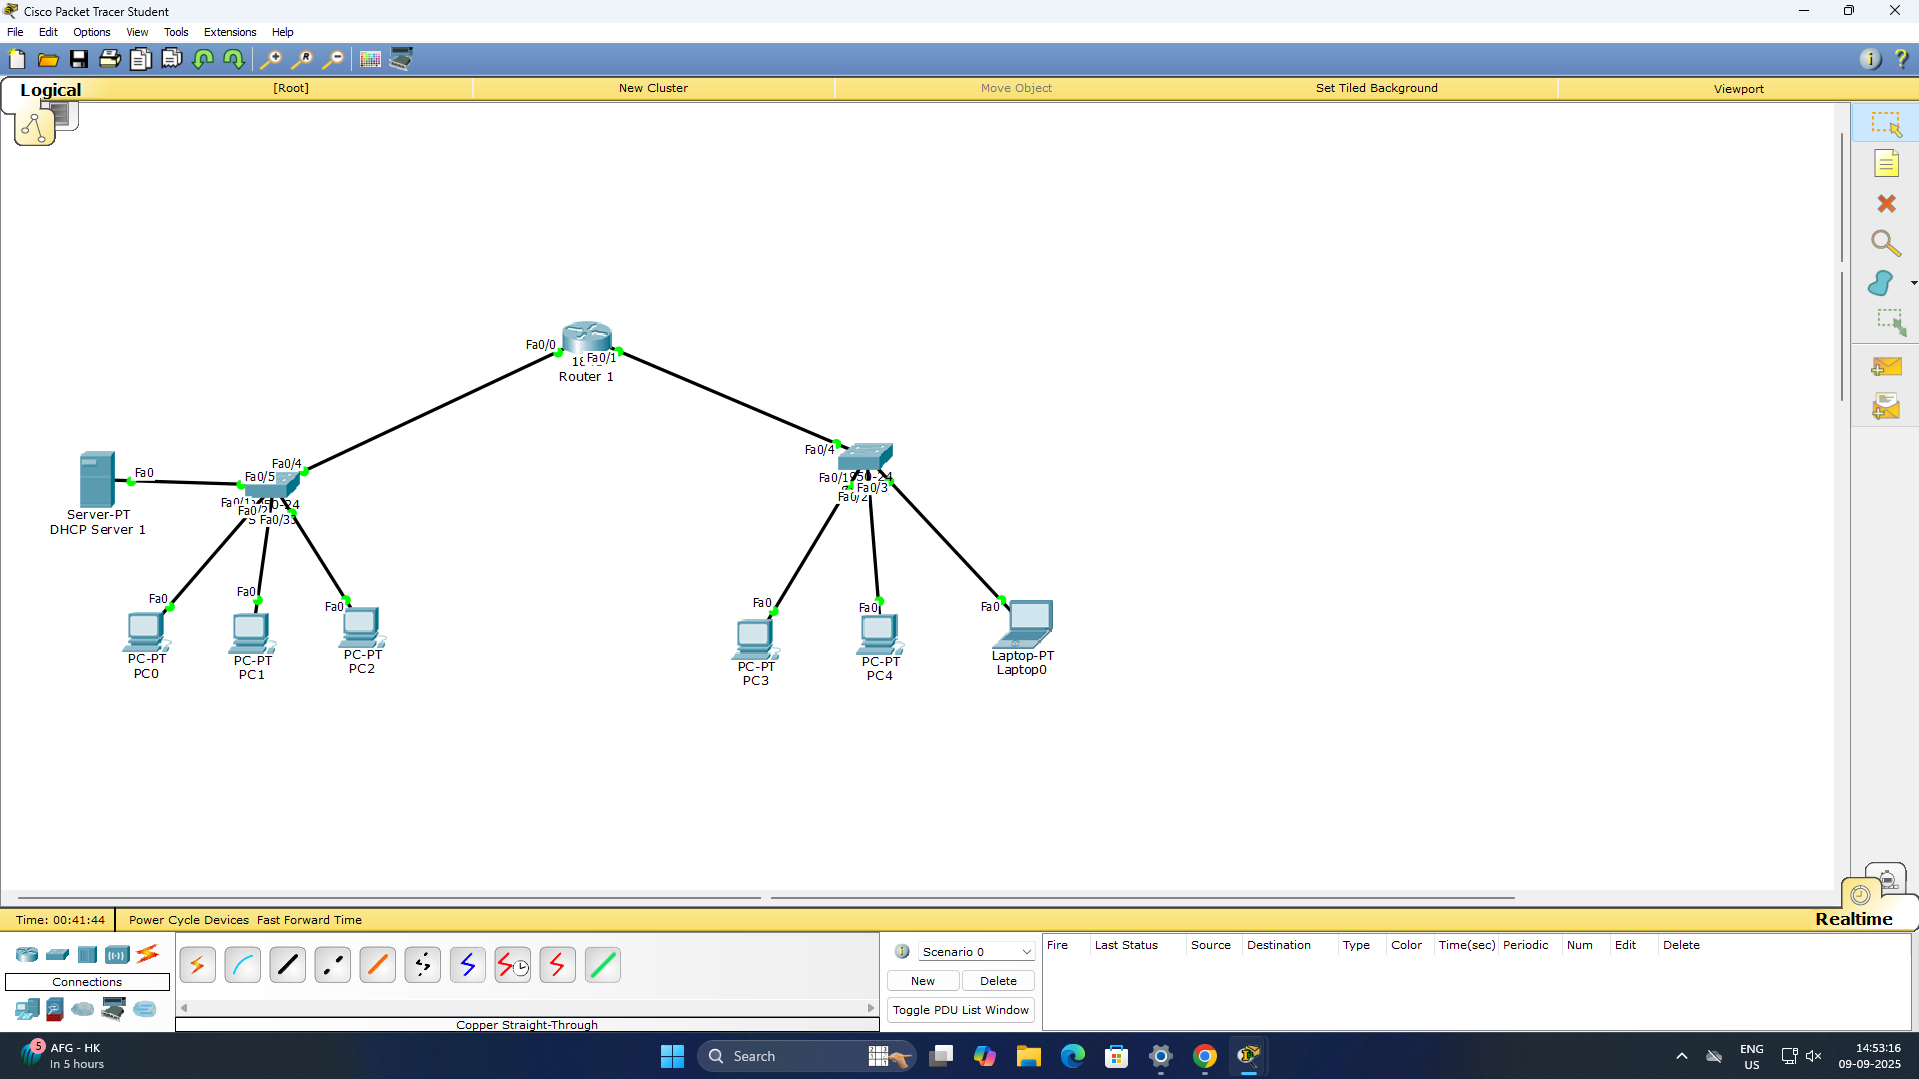 Cisco Packet Tracer Student
File Edit Options View Tools Extensions Help
Logical [Root] New Cluster Move Object Set Tiled Background Viewport
Fa0/0
Fa0/1
Router 1
Fa0/4
Fa0/5
Fa0
Server-PT
DHCP Server 1
Fa0/2
Fa0/3
Fa0/4
Fa0/1
Fa0/3
Fa0/2
Fa0
Fa0
Fa0
PC-PT
PC0
PC-PT
PC1
PC-PT
PC2
Fa0
Fa0
Fa0
PC-PT
PC3
PC-PT
PC4
Laptop-PT
Laptop0
Time: 00:41:44 Power Cycle Devices Fast Forward Time
Realtime
Connections
Copper Straight-Through
Scenario 0
New Delete
Toggle PDU List Window
Fire Last Status Source Destination Type Color Time(sec) Periodic Num Edit Delete
5
AFG - HK
In 5 hours
Search
ENG
US
14:53:16
09-09-2025